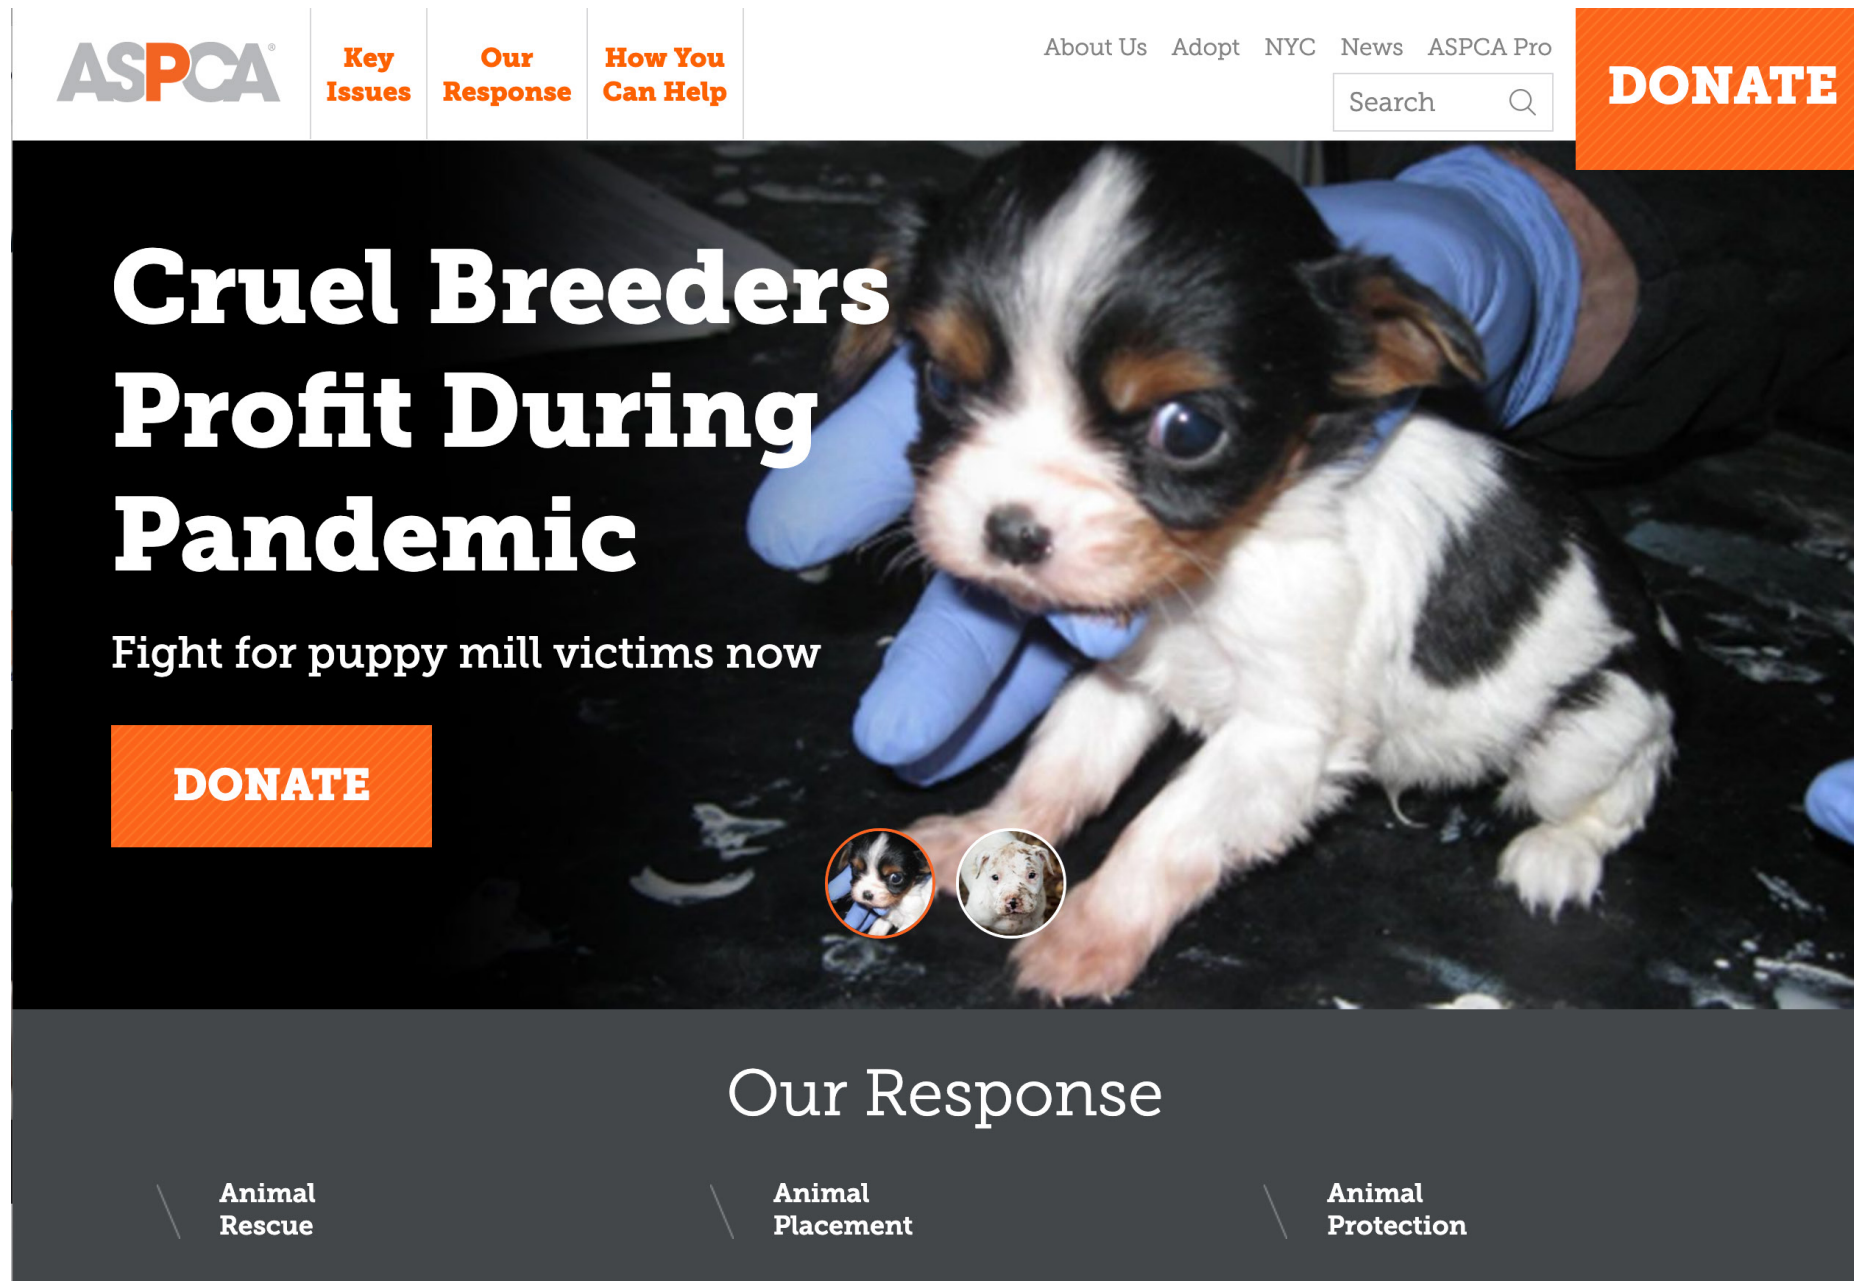 ASPCA®
Key
Issues
Our
Response
How You
Can Help
About Us
Adopt
NYC
News
ASPCA Pro
Search
DONATE
Cruel Breeders
Profit During
Pandemic
Fight for puppy mill victims now
DONATE
Our Response
Animal
Rescue
Animal
Placement
Animal
Protection